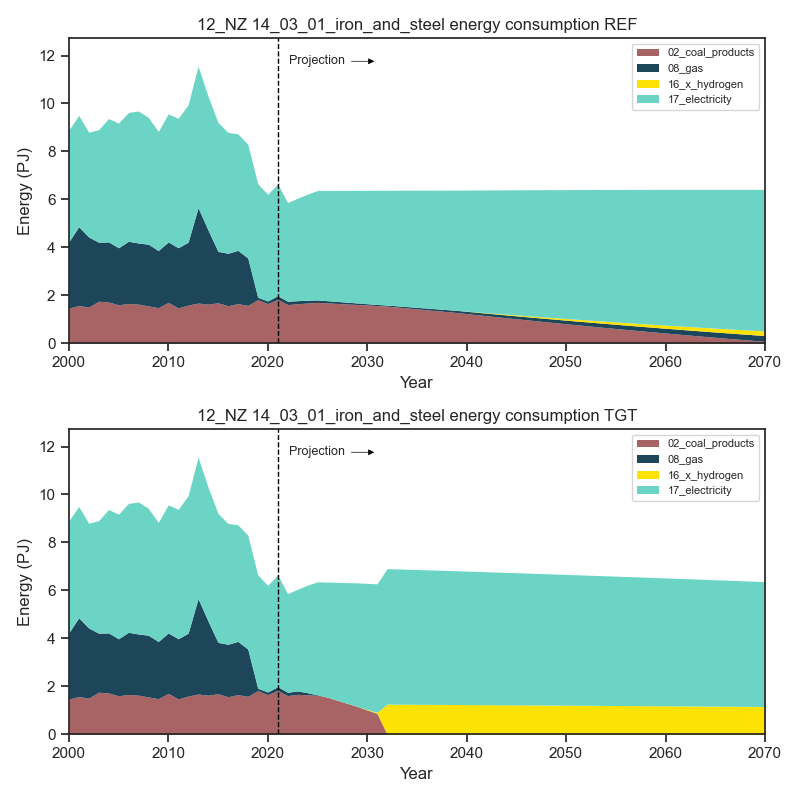 12_NZ 14_03_01_iron_and_steel energy consumption REF
12
10
8
6
4
2
0
Energy (PJ)
Projection
02_coal_products
08_gas
16_x_hydrogen
17_electricity
2000 2010 2020 2030 2040 2050 2060 2070
Year
12_NZ 14_03_01_iron_and_steel energy consumption TGT
12
10
8
6
4
2
0
Energy (PJ)
Projection
02_coal_products
08_gas
16_x_hydrogen
17_electricity
2000 2010 2020 2030 2040 2050 2060 2070
Year